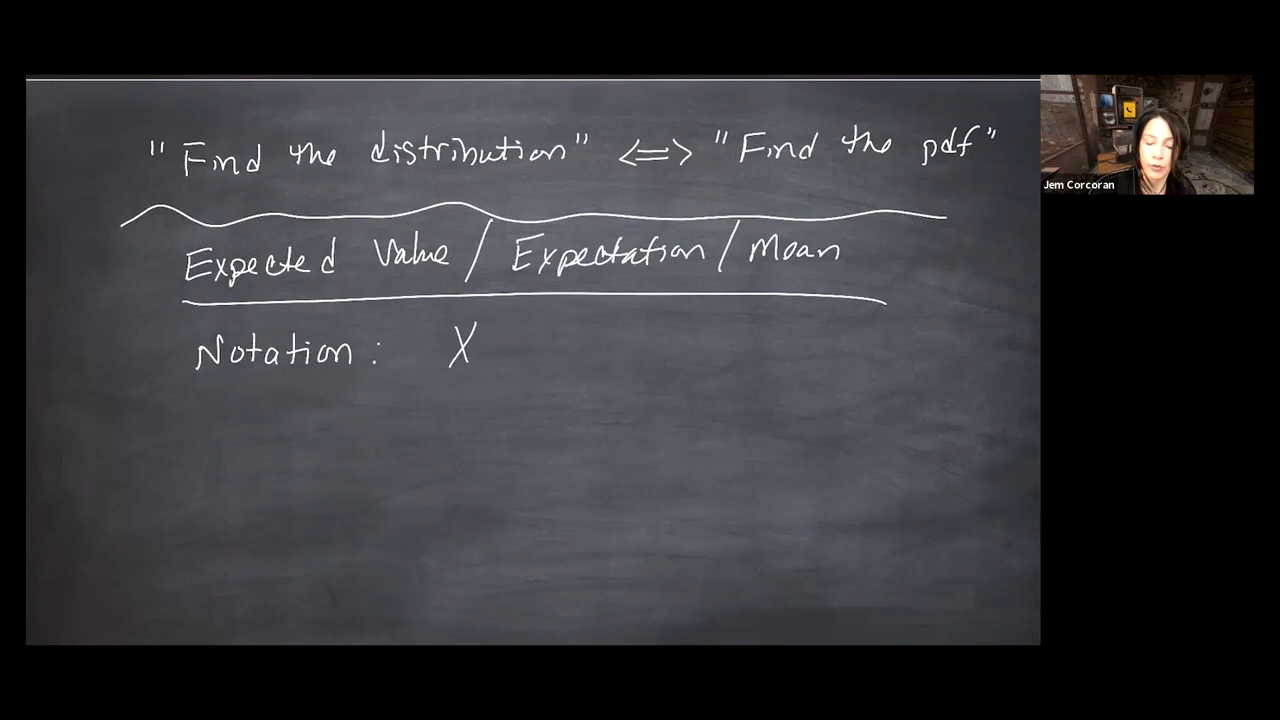 "Find the distribution" <=> "Find the pdf"
Expected Value / Expectation / Mean
Notation: X
Jem Corcoran